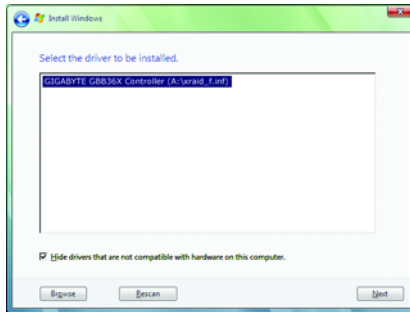 Install Windows
Select the driver to be installed.
GIGABYTE GBB36X Controller (A:\xraid_f.inf)
Hide drivers that are not compatible with hardware on this computer.
Browse
Rescan
Next